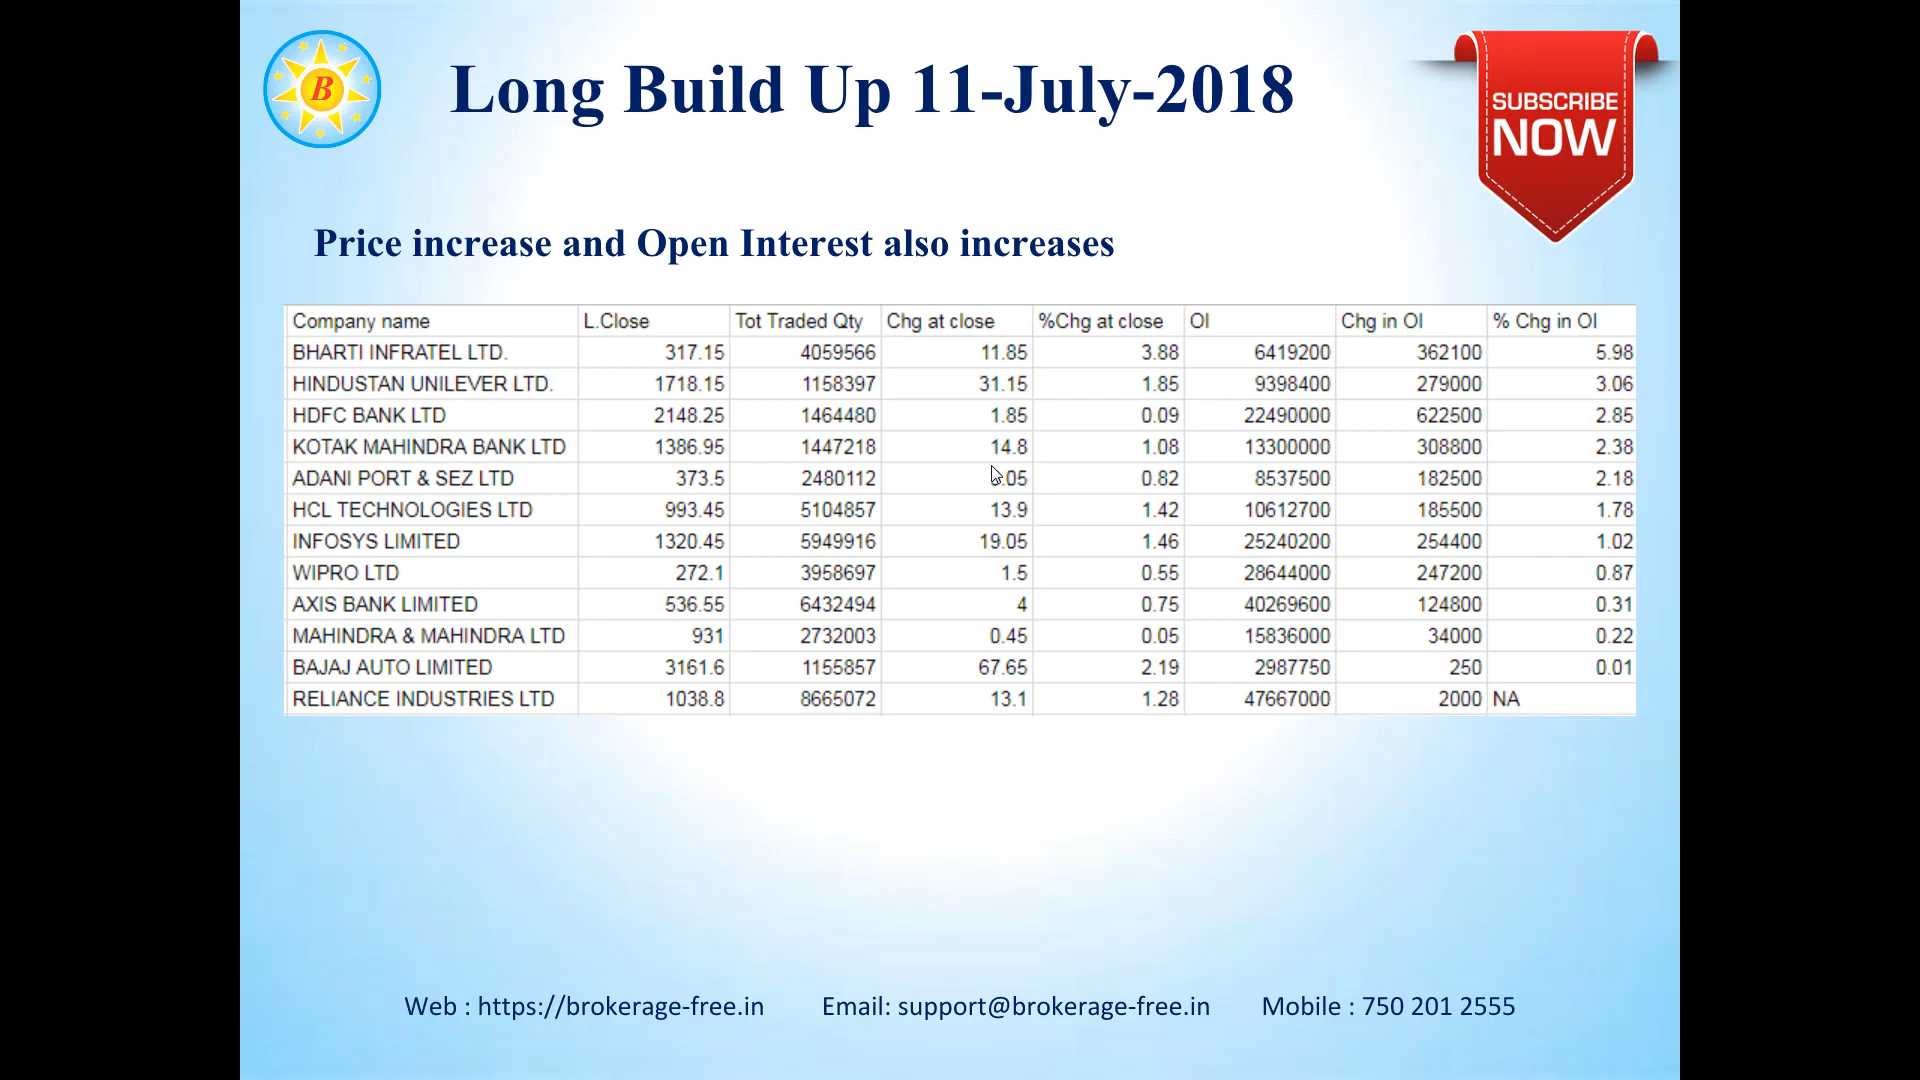 B
Long Build Up 11-July-2018
SUBSCRIBE
NOW
Price increase and Open Interest also increases
Company name L.Close Tot Traded Qty Chg at close %Chg at close OI Chg in OI % Chg in OI
BHARTI INFRATEL LTD. 317.15 4059566 11.85 3.88 6419200 362100 5.98
HINDUSTAN UNILEVER LTD. 1718.15 1158397 31.15 1.85 9398400 279000 3.06
HDFC BANK LTD 2148.25 1464480 1.85 0.09 22490000 622500 2.85
KOTAK MAHINDRA BANK LTD 1386.95 1447218 14.8 1.08 13300000 308800 2.38
ADANI PORT & SEZ LTD 373.5 2480112 .05 0.82 8537500 182500 2.18
HCL TECHNOLOGIES LTD 993.45 5104857 13.9 1.42 10612700 185500 1.78
INFOSYS LIMITED 1320.45 5949916 19.05 1.46 25240200 254400 1.02
WIPRO LTD 272.1 3958697 1.5 0.55 28644000 247200 0.87
AXIS BANK LIMITED 536.55 6432494 4 0.75 40269600 124800 0.31
MAHINDRA & MAHINDRA LTD 931 2732003 0.45 0.05 15836000 34000 0.22
BAJAJ AUTO LIMITED 3161.6 1155857 67.65 2.19 2987750 250 0.01
RELIANCE INDUSTRIES LTD 1038.8 8665072 13.1 1.28 47667000 2000 NA
Web : https://brokerage-free.in Email: support@brokerage-free.in Mobile : 750 201 2555